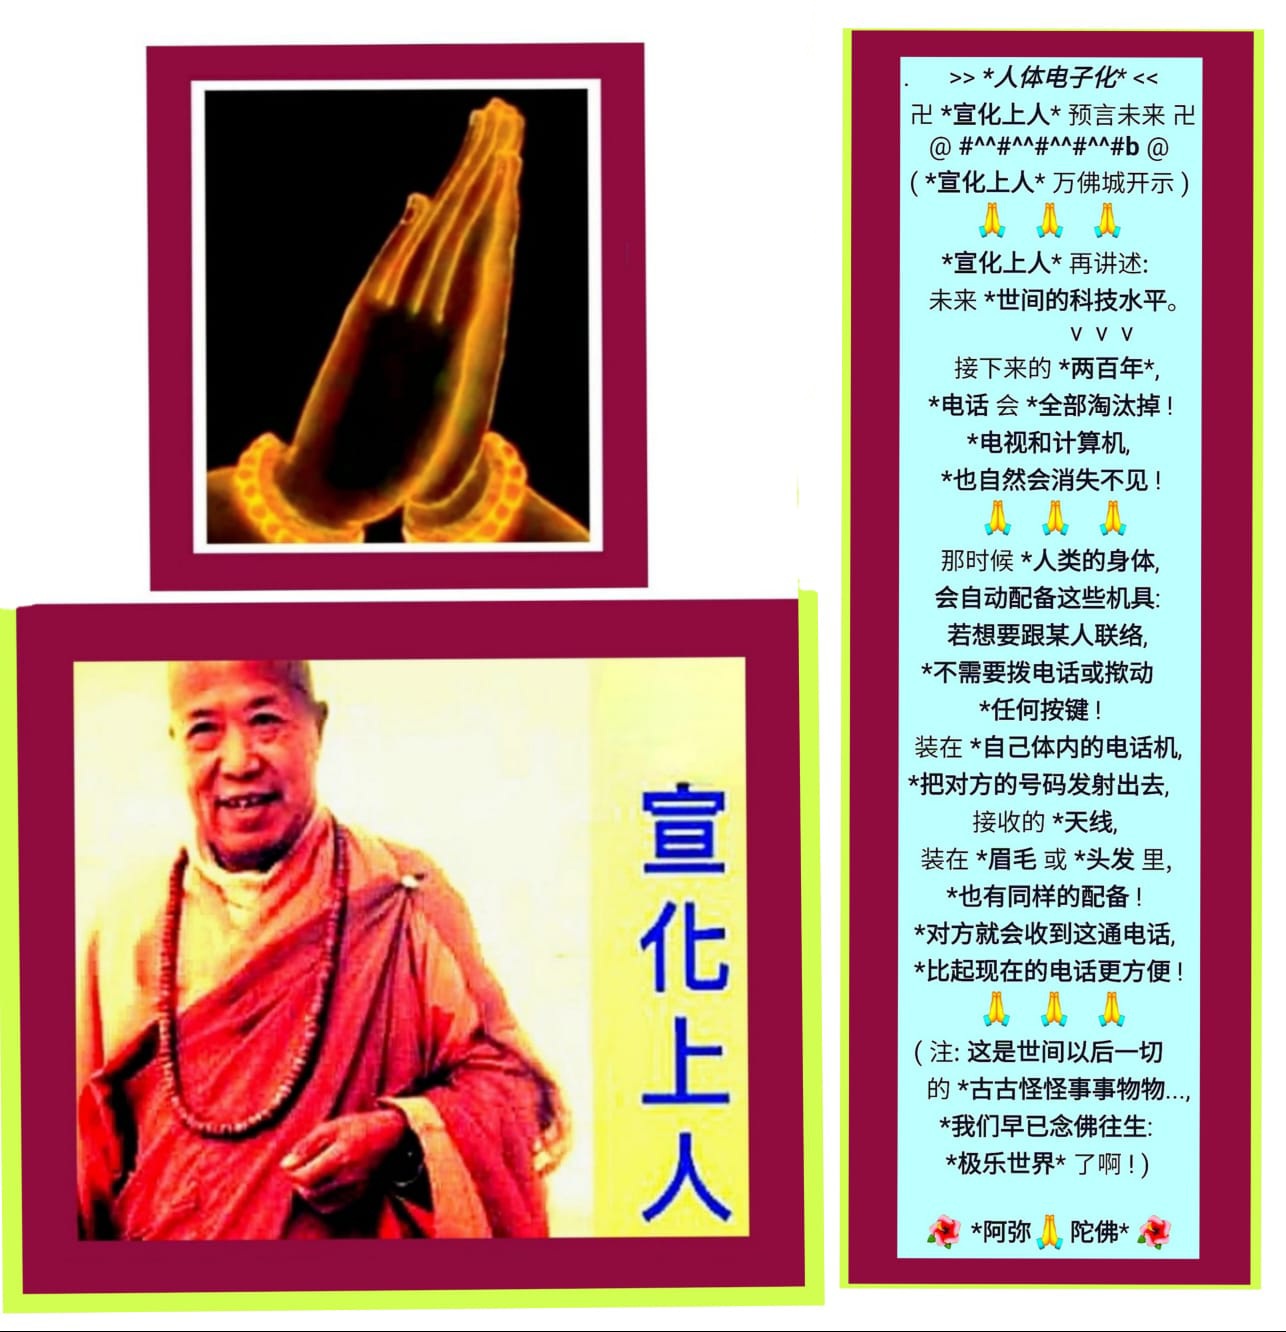 宣化上人
. >> *人体电子化* <<
卍 *宣化上人* 预言未来 卍
@ #^^#^^#^^#^^#b @
( *宣化上人* 万佛城开示 )
🙏 🙏 🙏
*宣化上人* 再讲述:
未来 *世间的科技水平。
v v v
接下来的 *两百年*,
*电话 会 *全部淘汰掉 !
*电视和计算机,
*也自然会消失不见 !
🙏 🙏 🙏
那时候 *人类的身体,
会自动配备这些机具:
若想要跟某人联络,
*不需要拨电话或揿动
*任何按键 !
装在 *自己体内的电话机,
*把对方的号码发射出去,
接收的 *天线,
装在 *眉毛 或 *头发 里,
*也有同样的配备 !
*对方就会收到这通电话,
*比起现在的电话更方便 !
🙏 🙏 🙏
( 注: 这是世间以后一切
的 *古古怪怪事事物物...,
*我们早已念佛往生:
*极乐世界* 了啊 ! )
🌺 *阿弥🙏陀佛* 🌺